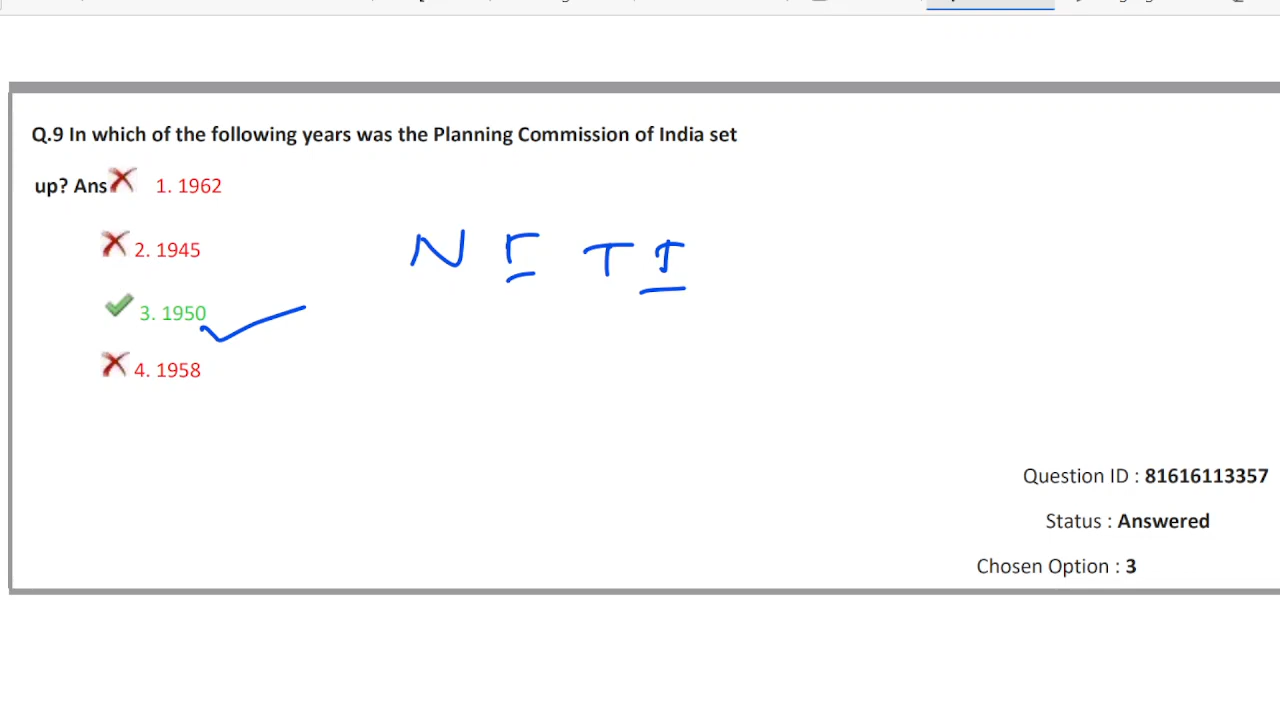 Q.9 In which of the following years was the Planning Commission of India set
up? Ans 1. 1962
2. 1945
N I T I
3. 1950
4. 1958
Question ID : 81616113357
Status : Answered
Chosen Option : 3